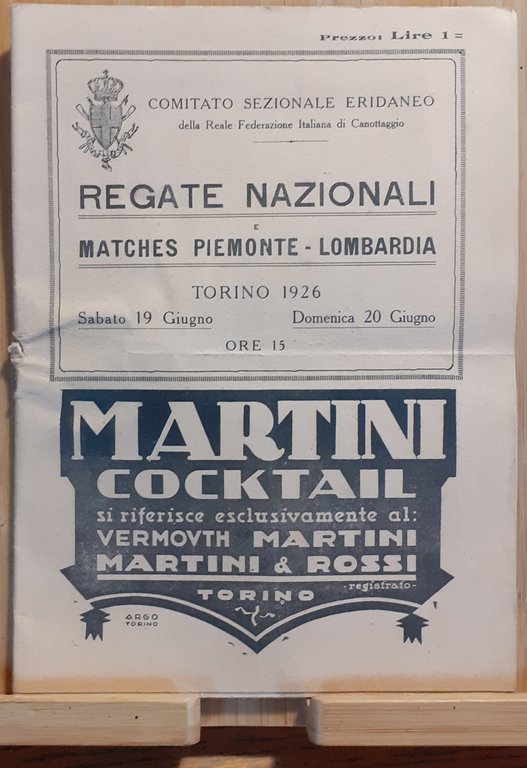 Prezzo: Lire 1=
COMITATO SEZIONALE ERIDANEO
della Reale Federazione Italiana di Canottaggio
REGATE NAZIONALI
E
MATCHES PIEMONTE - LOMBARDIA
TORINO 1926
Sabato 19 Giugno Domenica 20 Giugno
ORE 15
MARTINI
COCKTAIL
si riferisce esclusivamente al:
VERMOVTH MARTINI
MARTINI & ROSSI
-registrato-
TORINO
ARGO
TORINO